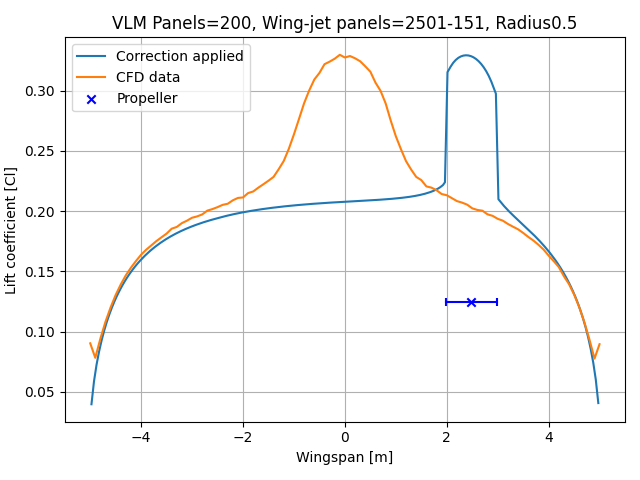 VLM Panels=200, Wing-jet panels=2501-151, Radius0.5
Correction applied
CFD data
Propeller
Lift coefficient [Cl]
0.30
0.25
0.20
0.15
0.10
0.05
−4 −2 0 2 4
Wingspan [m]